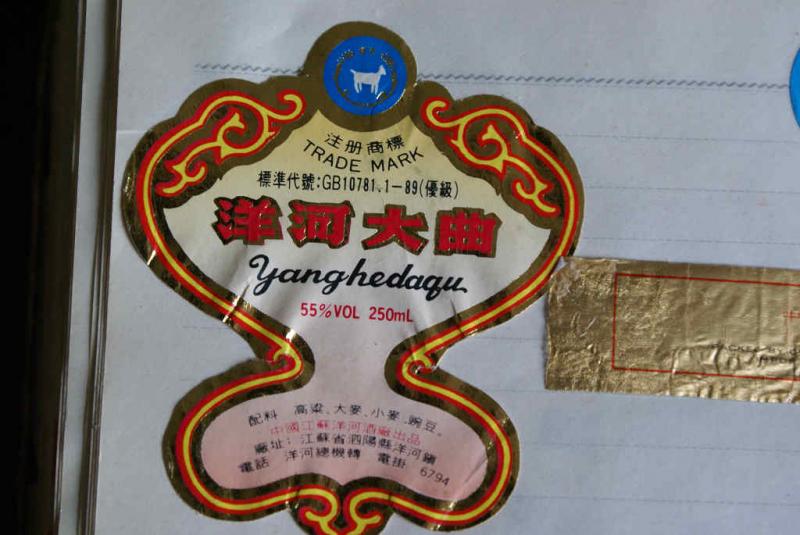 注册商標
TRADE MARK
標準代號:GB10781.1-89(優級)
洋河大曲
Yanghedaqu
55%VOL 250mL
配料 高粱、大麥、小麥、豌豆。
中國江蘇洋河酒廠出品
廠址:江蘇省泗陽縣洋河鎮
電話 洋河總機轉 電掛 6794